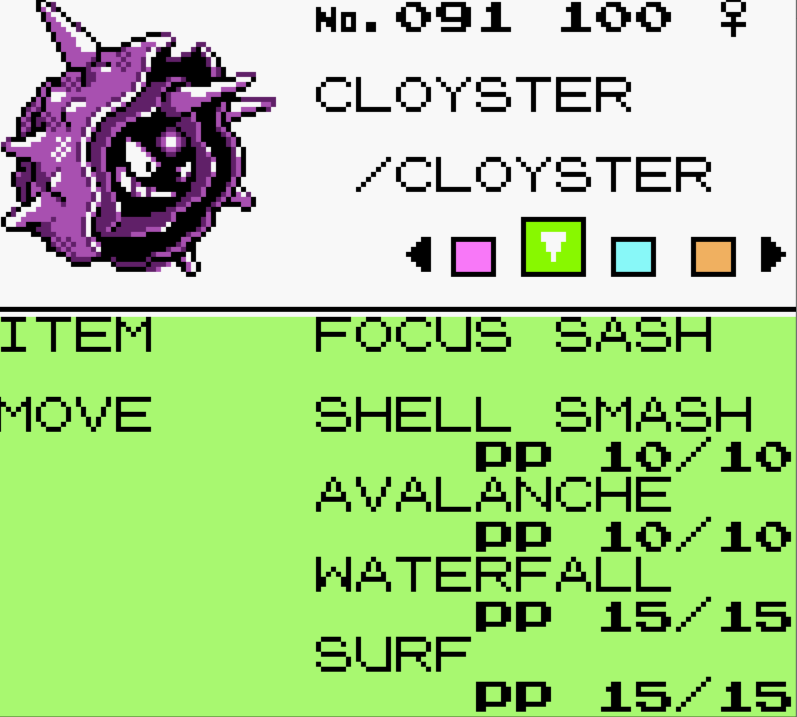 No. 091 100 ♀
CLOYSTER
/CLOYSTER
ITEM FOCUS SASH
MOVE SHELL SMASH
PP 10/10
AVALANCHE
PP 10/10
WATERFALL
PP 15/15
SURF
PP 15/15